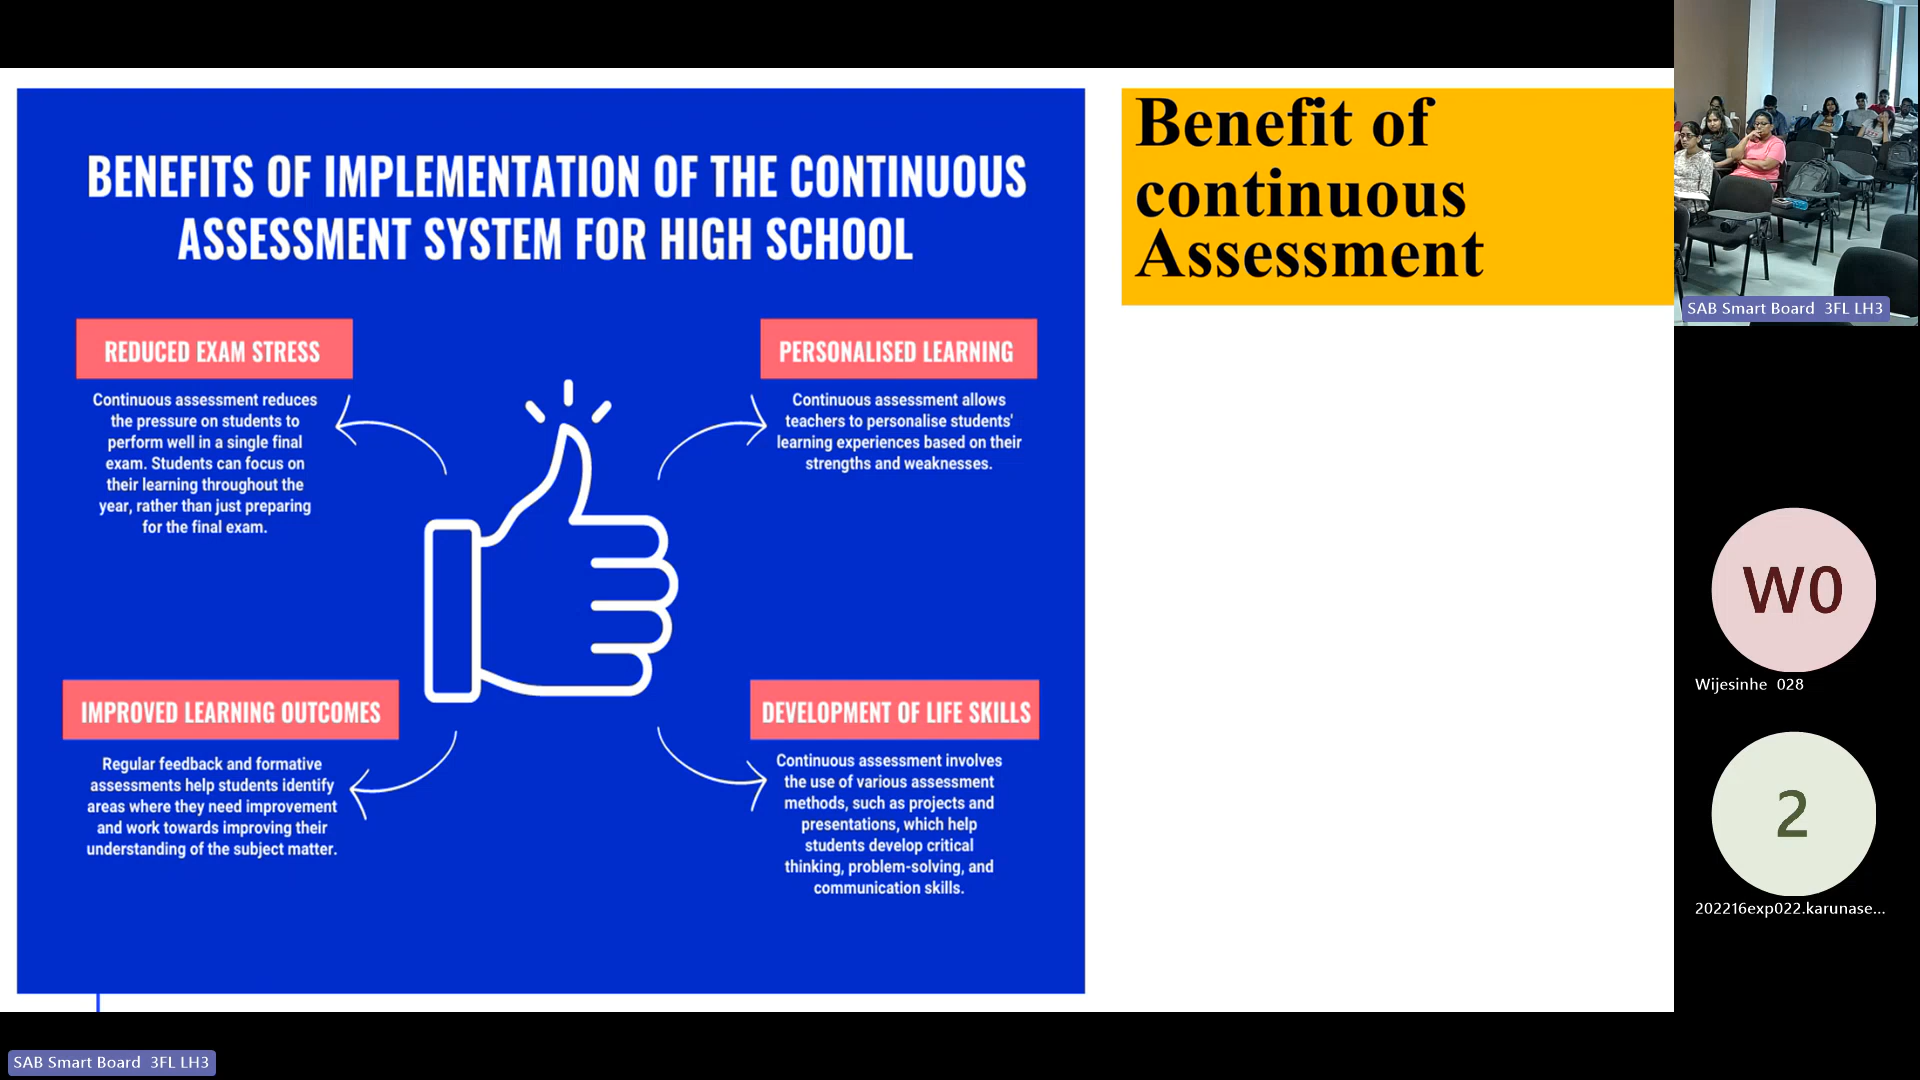 BENEFITS OF IMPLEMENTATION OF THE CONTINUOUS
ASSESSMENT SYSTEM FOR HIGH SCHOOL
REDUCED EXAM STRESS
Continuous assessment reduces
the pressure on students to
perform well in a single final
exam. Students can focus on
their learning throughout the
year, rather than just preparing
for the final exam.
PERSONALISED LEARNING
Continuous assessment allows
teachers to personalise students'
learning experiences based on their
strengths and weaknesses.
IMPROVED LEARNING OUTCOMES
Regular feedback and formative
assessments help students identify
areas where they need improvement
and work towards improving their
understanding of the subject matter.
DEVELOPMENT OF LIFE SKILLS
Continuous assessment involves
the use of various assessment
methods, such as projects and
presentations, which help
students develop critical
thinking, problem-solving, and
communication skills.
Benefit of
continuous
Assessment
SAB Smart Board 3FL LH3
W0
Wijesinhe 028
2
202216exp022.karunase...
SAB Smart Board 3FL LH3